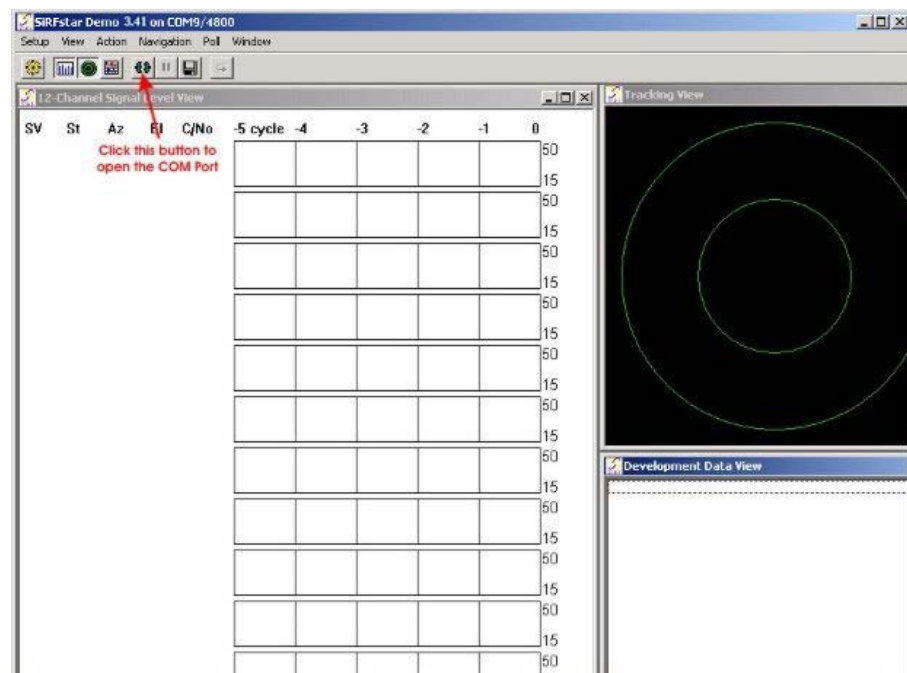 SiRFstar Demo 3.41 on COM9/4800
Setup View Action Navigation Poll Window
12-Channel Signal Level View
SV St Az El C/No -5 cycle -4 -3 -2 -1 0
Click this button to
open the COM Port
50
15
50
15
50
15
50
15
50
15
50
15
50
15
50
15
50
15
50
15
50
Tracking View
Development Data View